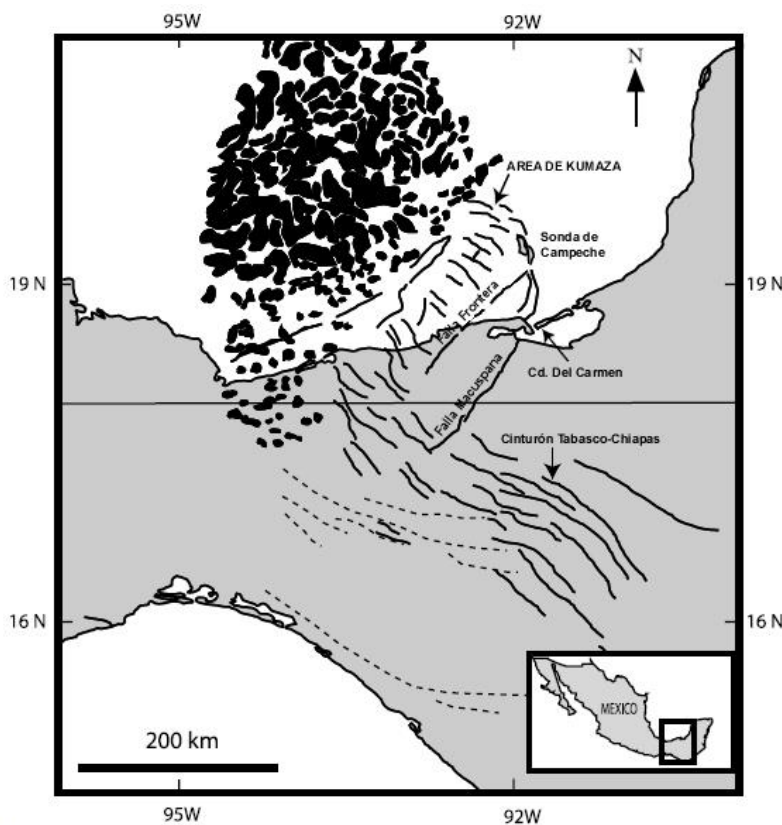 95W
92W
N
AREA DE KUMAZA
Sonda de
Campeche
19 N
19 N
Falla Frontera
Cd. Del Carmen
Falla Macuspana
Cinturón Tabasco-Chiapas
16 N
16 N
MEXICO
200 km
95W
92W